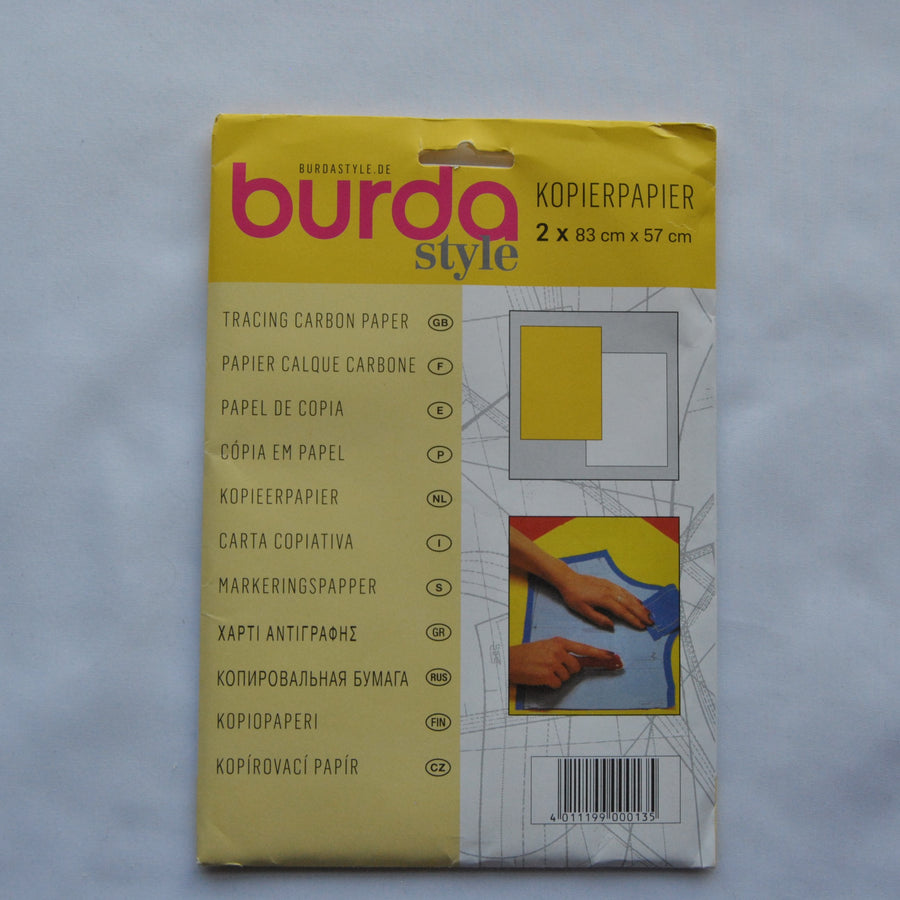 BURDASTYLE.DE
burda
style
KOPIERPAPIER
2 x 83 cm x 57 cm
TRACING CARBON PAPER GB
PAPIER CALQUE CARBONE F
PAPEL DE COPIA E
CÓPIA EM PAPEL P
KOPIEERPAPIER NL
CARTA COPIATIVA I
MARKERINGSPAPPER S
ΧΑΡΤΙ ΑΝΤΙΓΡΑΦΗΣ GR
КОПИРОВАЛЬНАЯ БУМАГА RUS
KOPIOPAPERI FIN
KOPÍROVACÍ PAPÍR CZ
4 011199 000135